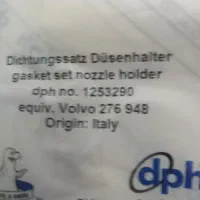 Dichtungssatz Düsenhalter
gasket set nozzle holder
dph no. 1253290
equiv. Volvo 276 948
Origin: Italy
dph